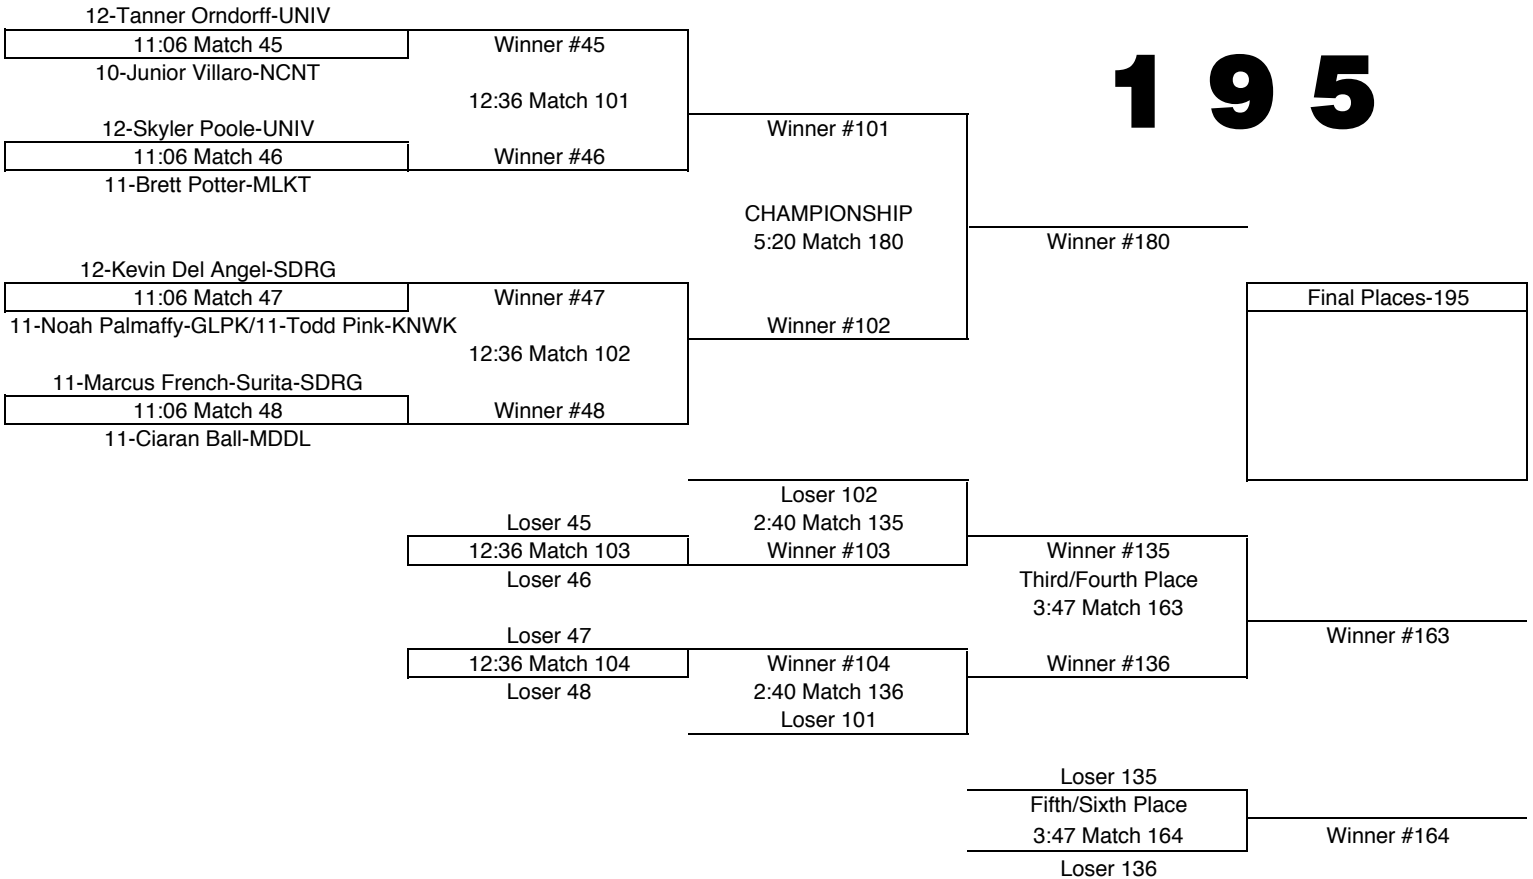 12-Tanner Orndorff-UNIV
11:06 Match 45
Winner #45
10-Junior Villaro-NCNT
1 9 5
12:36 Match 101
12-Skyler Poole-UNIV
Winner #101
11:06 Match 46
Winner #46
11-Brett Potter-MLKT
CHAMPIONSHIP
5:20 Match 180
Winner #180
12-Kevin Del Angel-SDRG
11:06 Match 47
Winner #47
Final Places-195
11-Noah Palmaffy-GLPK/11-Todd Pink-KNWK
Winner #102
12:36 Match 102
11-Marcus French-Surita-SDRG
11:06 Match 48
Winner #48
11-Ciaran Ball-MDDL
Loser 102
Loser 45
2:40 Match 135
12:36 Match 103
Winner #103
Winner #135
Loser 46
Third/Fourth Place
3:47 Match 163
Loser 47
Winner #163
12:36 Match 104
Winner #104
Winner #136
Loser 48
2:40 Match 136
Loser 101
Loser 135
Fifth/Sixth Place
3:47 Match 164
Winner #164
Loser 136